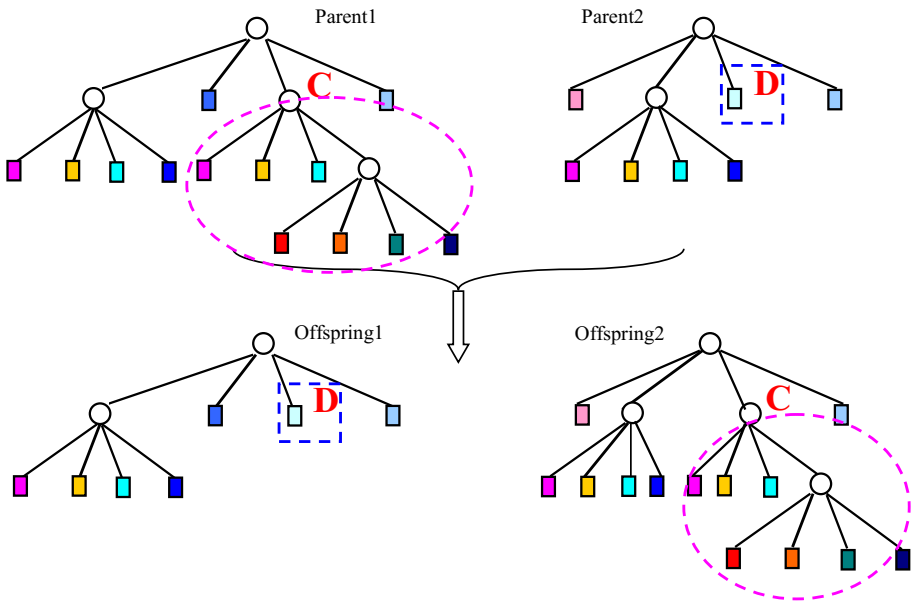 Parent1
Parent2
C
D
Offspring1
Offspring2
D
C